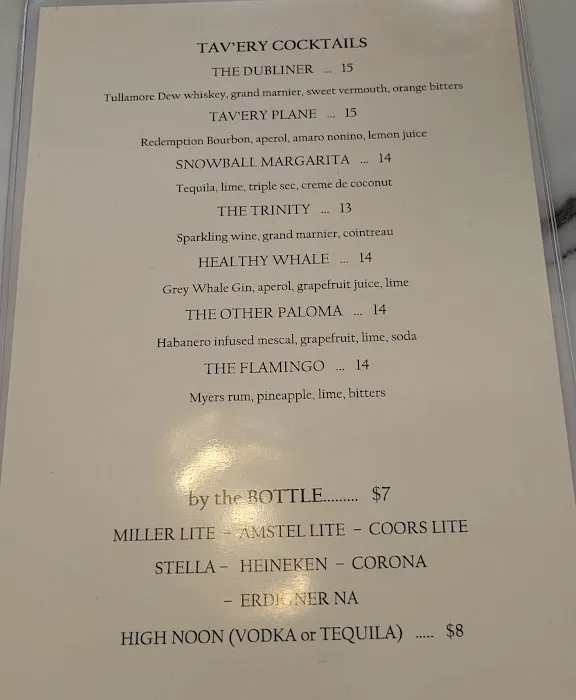 TAV'ERY COCKTAILS
THE DUBLINER ... 15
Tullamore Dew whiskey, grand marnier, sweet vermouth, orange bitters
TAV'ERY PLANE ... 15
Redemption Bourbon, aperol, amaro nonino, lemon juice
SNOWBALL MARGARITA ... 14
Tequila, lime, triple sec, creme de coconut
THE TRINITY ... 13
Sparkling wine, grand marnier, cointreau
HEALTHY WHALE ... 14
Grey Whale Gin, aperol, grapefruit juice, lime
THE OTHER PALOMA ... 14
Habanero infused mescal, grapefruit, lime, soda
THE FLAMINGO ... 14
Myers rum, pineapple, lime, bitters
by the BOTTLE......... $7
MILLER LITE – AMSTEL LITE – COORS LITE
STELLA – HEINEKEN – CORONA
– ERDIGNER NA
HIGH NOON (VODKA or TEQUILA) ..... $8